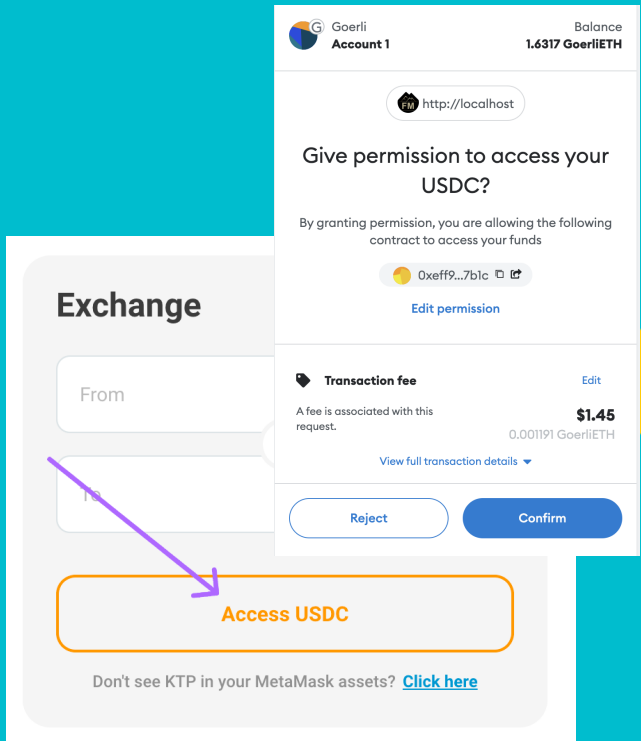 G
Goerli
Account 1
Balance
1.6317 GoerliETH
FM
http://localhost
Give permission to access your
USDC?
By granting permission, you are allowing the following
contract to access your funds
0xeff9...7b1c
Edit permission
Transaction fee
Edit
A fee is associated with this
request.
$1.45
0.001191 GoerliETH
View full transaction details
Reject
Confirm
Exchange
From
To
Access USDC
Don't see KTP in your MetaMask assets? Click here